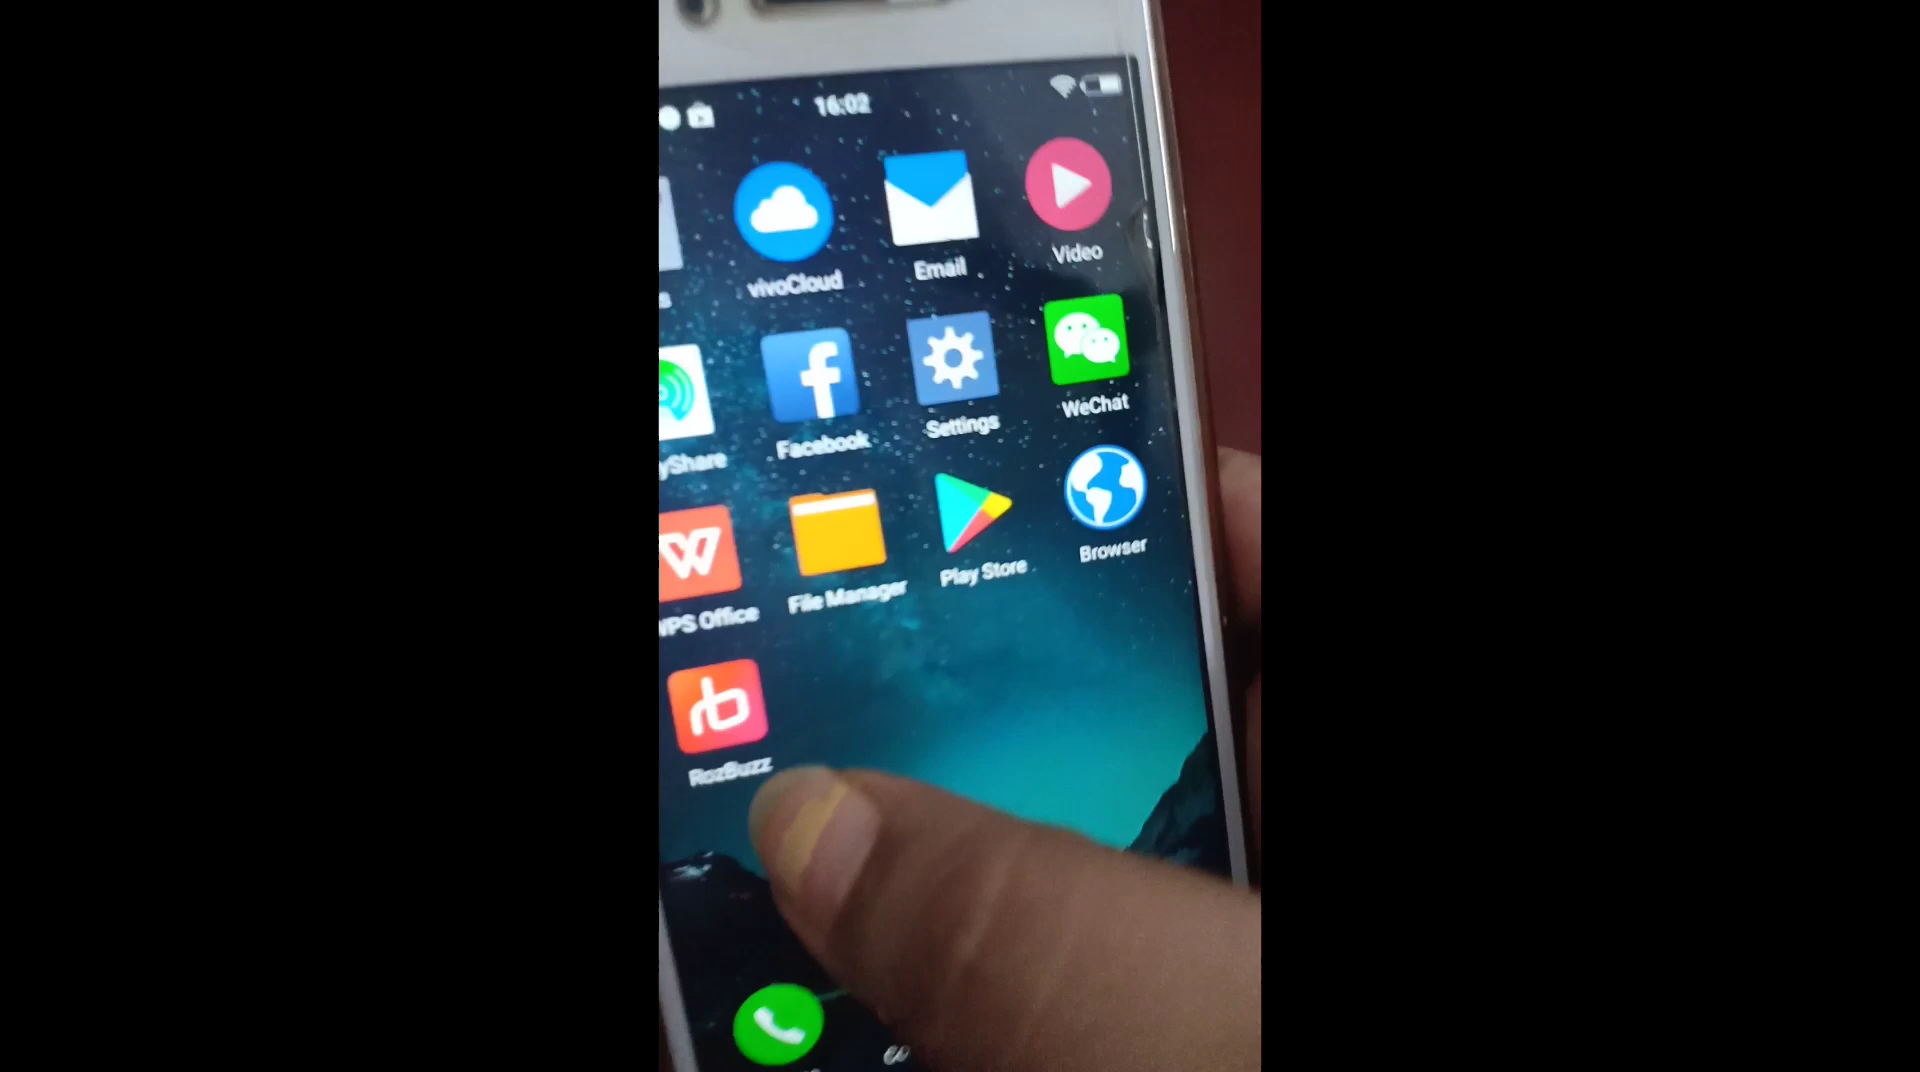 16:02
vivoCloud
Email
Video
yShare
Facebook
Settings
WeChat
WPS Office
File Manager
Play Store
Browser
RozBuzz